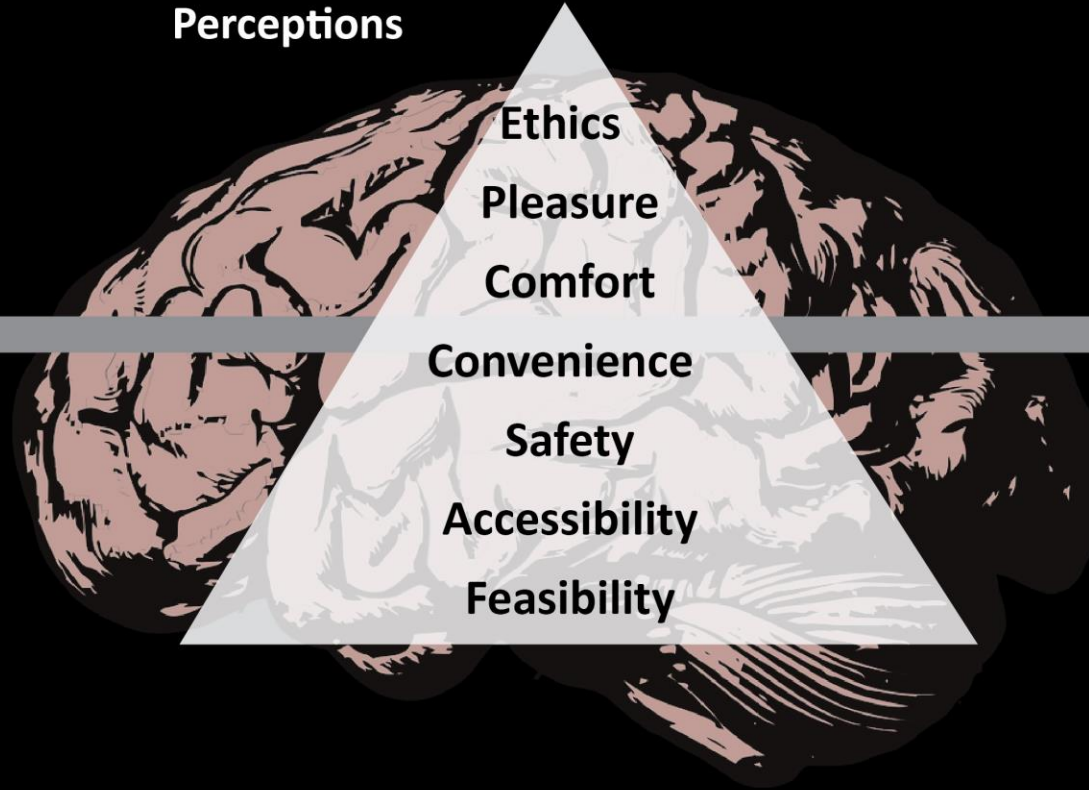 Perceptions
Ethics
Pleasure
Comfort
Convenience
Safety
Accessibility
Feasibility